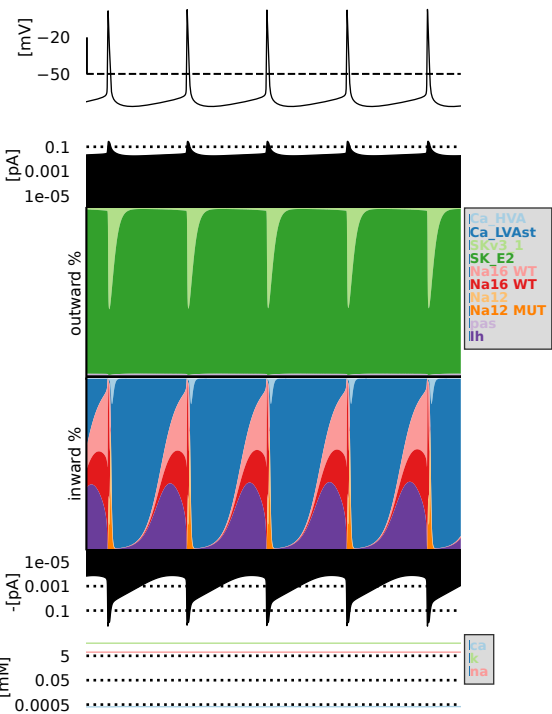 [mV]
−20
−50
[pA]
0.1
0.001
1e-05
outward %
Ca_HVA
Ca_LVAst
SKv3_1
SK_E2
Na16 WT
Na16 WT
Na12
Na12 MUT
pas
Ih
inward %
-[pA]
1e-05
0.001
0.1
[mM]
5
0.05
0.0005
ca
k
na